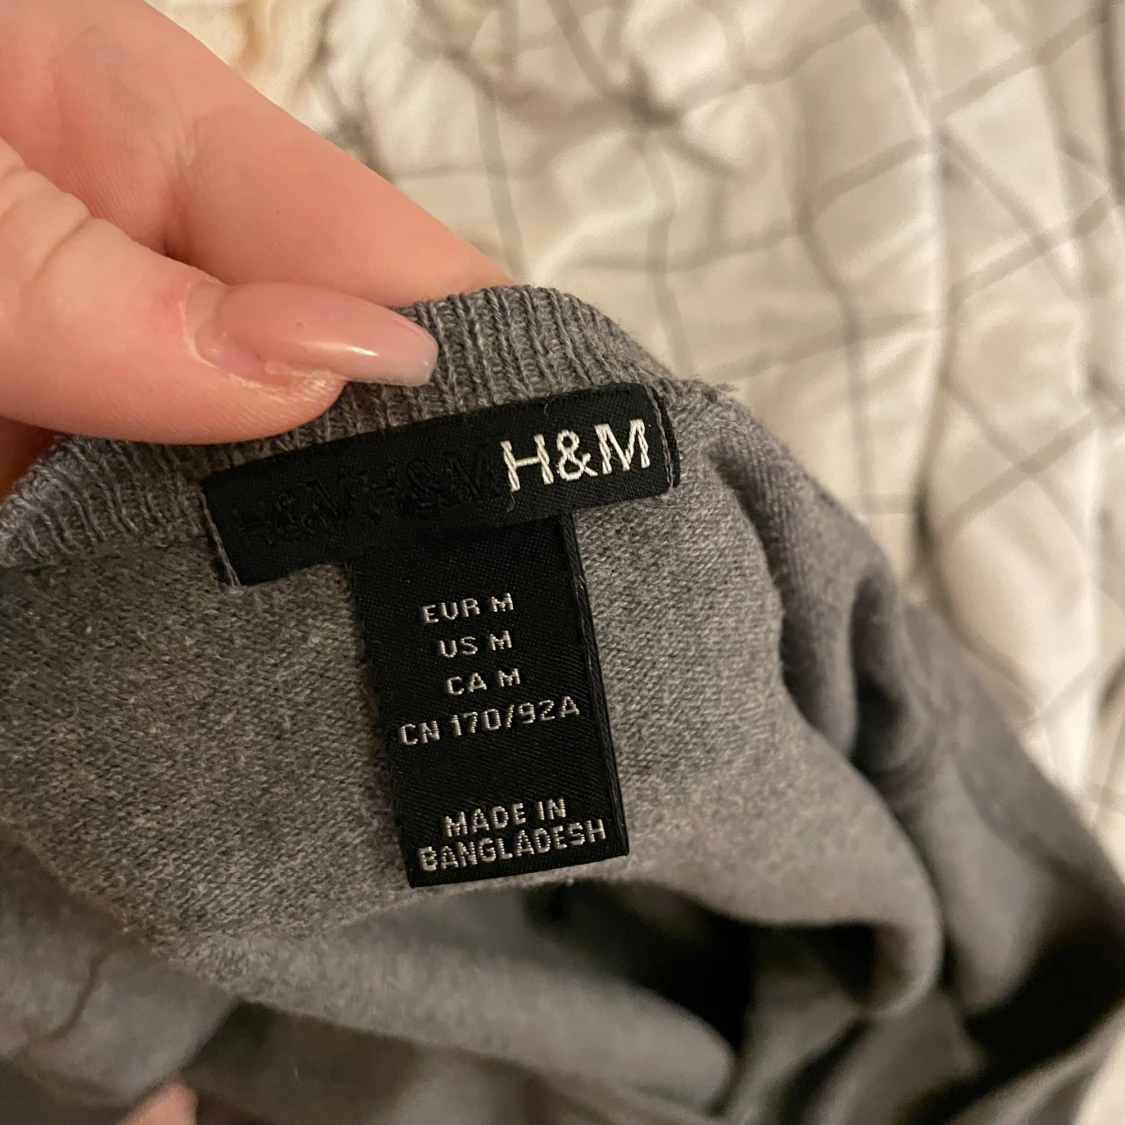 H&M H&M H&M
EUR M
US M
CA M
CN 170/92A
MADE IN
BANGLADESH